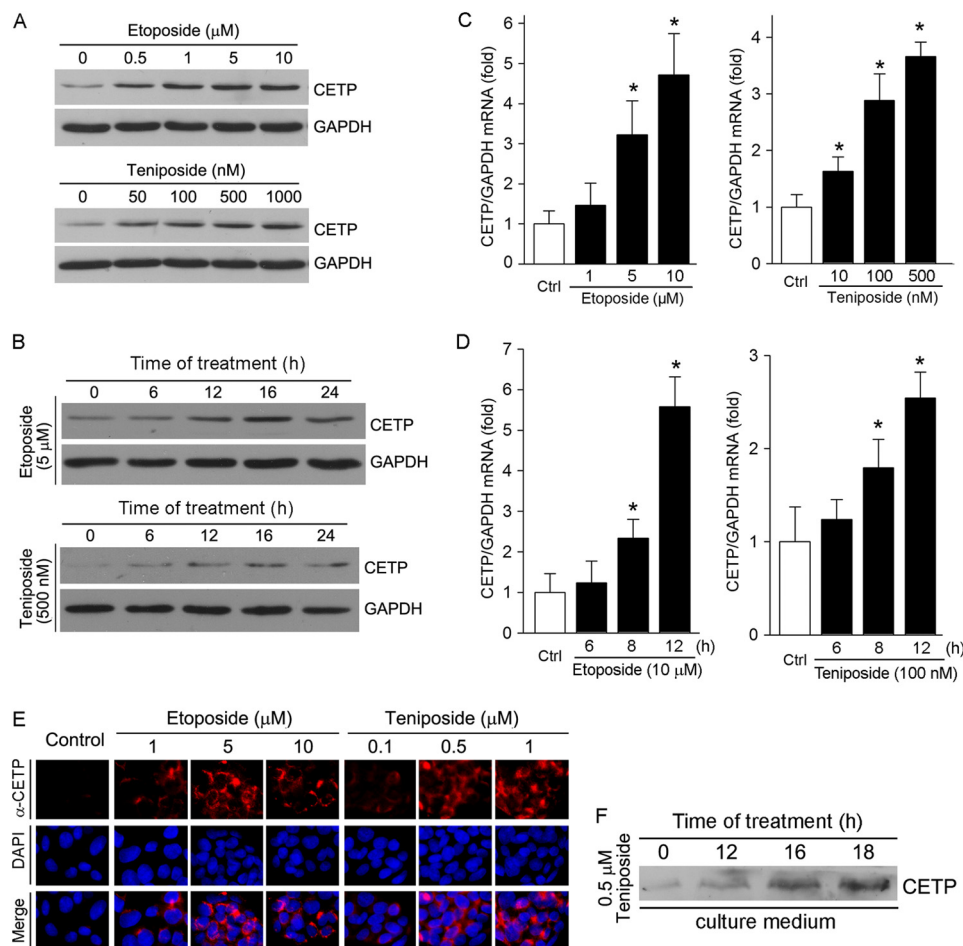 A
Etoposide (μM)
0 0.5 1 5 10
CETP
GAPDH
Teniposide (nM)
0 50 100 500 1000
CETP
GAPDH
B
Time of treatment (h)
0 6 12 16 24
Etoposide
(5 μM)
CETP
GAPDH
Time of treatment (h)
0 6 12 16 24
Teniposide
(500 nM)
CETP
GAPDH
C
CETP/GAPDH mRNA (fold)
6
5
4
3
2
1
0
*
*
Ctrl
1 5 10
Etoposide (μM)
CETP/GAPDH mRNA (fold)
4
3
2
1
0
*
*
*
Ctrl
10 100 500
Teniposide (nM)
D
CETP/GAPDH mRNA (fold)
7
6
5
4
3
2
1
0
*
*
Ctrl
6 8 12 (h)
Etoposide (10 μM)
CETP/GAPDH mRNA (fold)
3
2
1
0
*
*
Ctrl
6 8 12 (h)
Teniposide (100 nM)
E
Control
Etoposide (μM)
1 5 10
Teniposide (μM)
0.1 0.5 1
α-CETP
DAPI
Merge
F
Time of treatment (h)
0 12 16 18
0.5 μM
Teniposide
CETP
culture medium